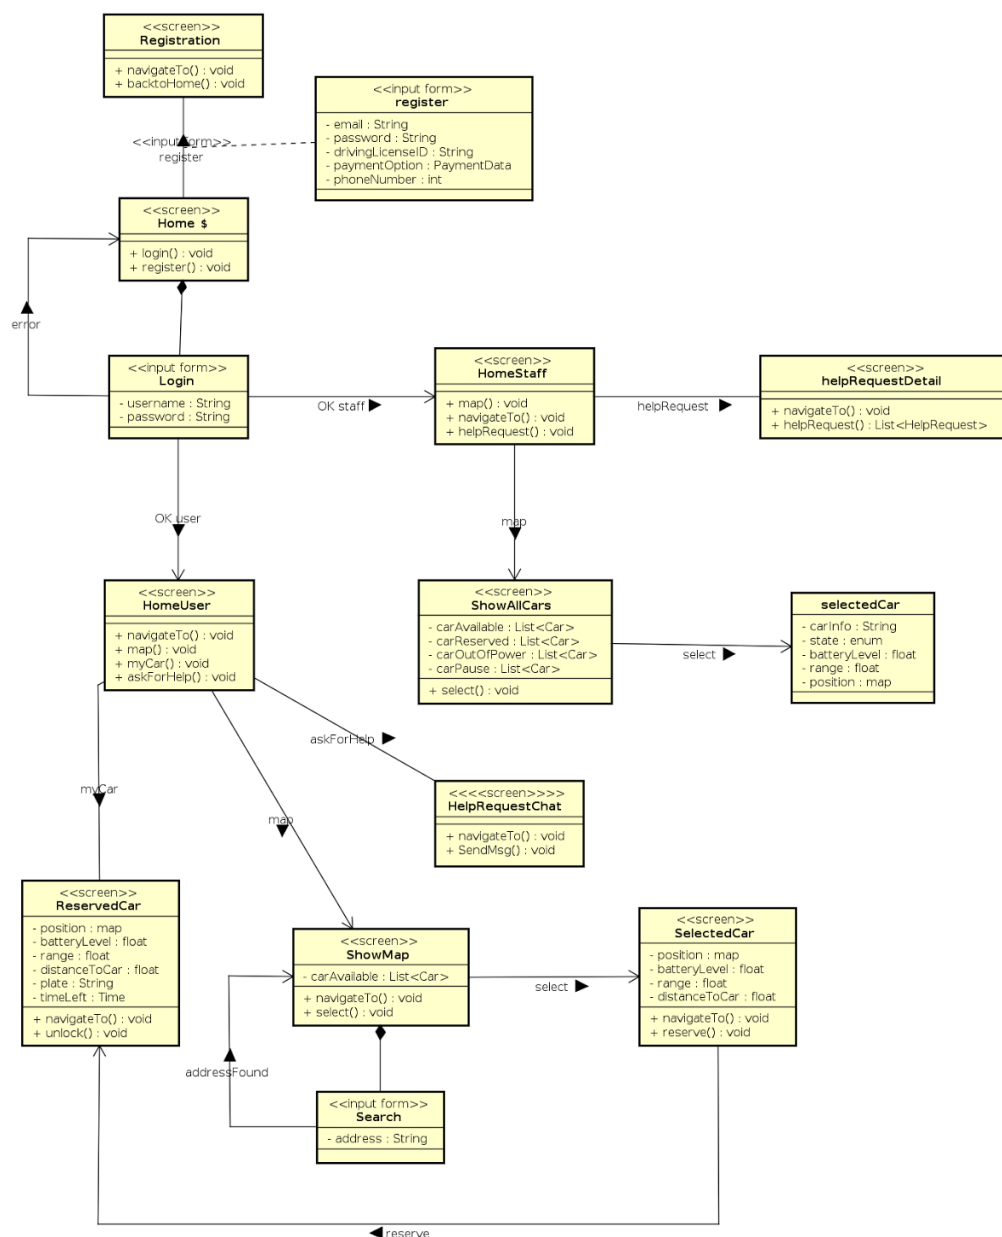 <<screen>>
Registration
+ navigateTo() : void
+ backtoHome() : void
<<input form>>
register
- email : String
- password : String
- drivingLicenseID : String
- paymentOption : PaymentData
- phoneNumber : int
<<input form>>
register
<<screen>>
Home $
+ login() : void
+ register() : void
error
<<input form>>
Login
- username : String
- password : String
OK staff
<<screen>>
HomeStaff
+ map() : void
+ navigateTo() : void
+ helpRequest() : void
helpRequest
<<screen>>
helpRequestDetail
+ navigateTo() : void
+ helpRequest() : List<HelpRequest>
OK user
map
<<screen>>
HomeUser
+ navigateTo() : void
+ map() : void
+ myCar() : void
+ askForHelp() : void
<<screen>>
ShowAllCars
- carAvailable : List<Car>
- carReserved : List<Car>
- carOutOfPower : List<Car>
- carPause : List<Car>
+ select() : void
select
selectedCar
- carInfo : String
- state : enum
- batteryLevel : float
- range : float
- position : map
askForHelp
myCar
map
<<<<screen>>>>
HelpRequestChat
+ navigateTo() : void
+ SendMsg() : void
<<screen>>
ReservedCar
- position : map
- batteryLevel : float
- range : float
- distanceToCar : float
- plate : String
- timeLeft : Time
+ navigateTo() : void
+ unlock() : void
<<screen>>
ShowMap
- carAvailable : List<Car>
+ navigateTo() : void
+ select() : void
select
<<screen>>
SelectedCar
- position : map
- batteryLevel : float
- range : float
- distanceToCar : float
+ navigateTo() : void
+ reserve() : void
addressFound
<<input form>>
Search
- address : String
reserve